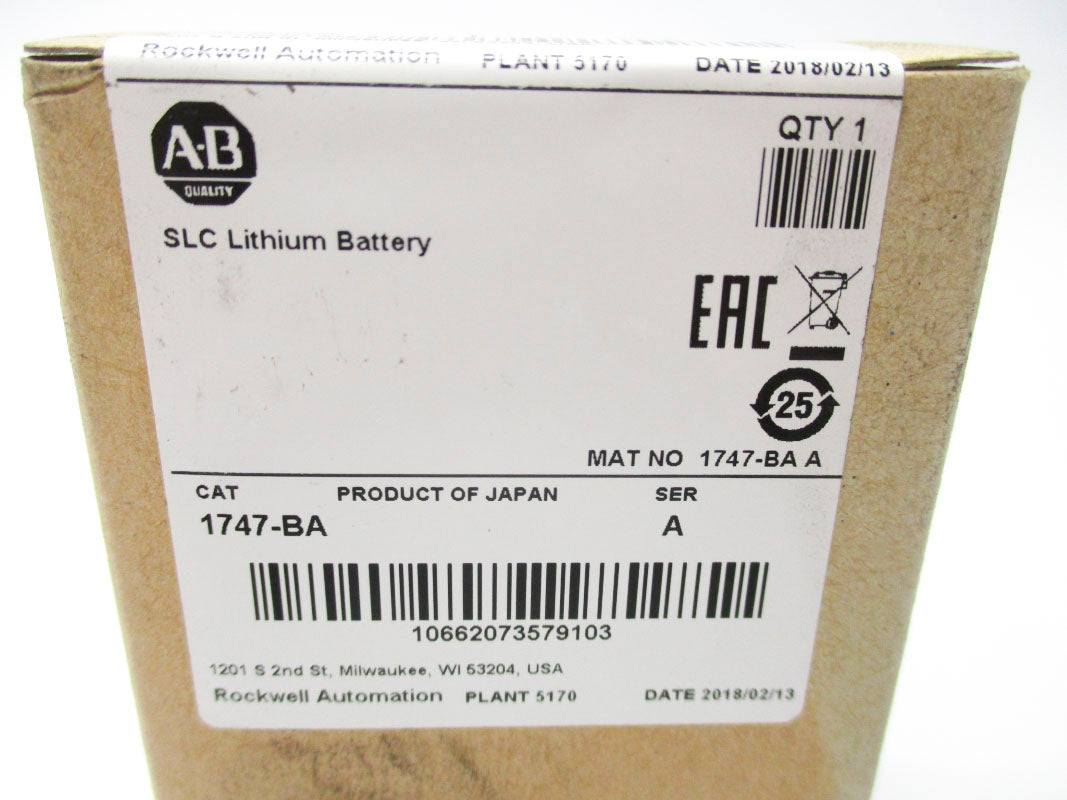 Rockwell Automation PLANT 5170 DATE 2018/02/13
A-B
QUALITY
QTY 1
SLC Lithium Battery
EAC
25
MAT NO 1747-BA A
CAT PRODUCT OF JAPAN SER
1747-BA A
10662073579103
1201 S 2nd St, Milwaukee, WI 53204, USA
Rockwell Automation PLANT 5170 DATE 2018/02/13